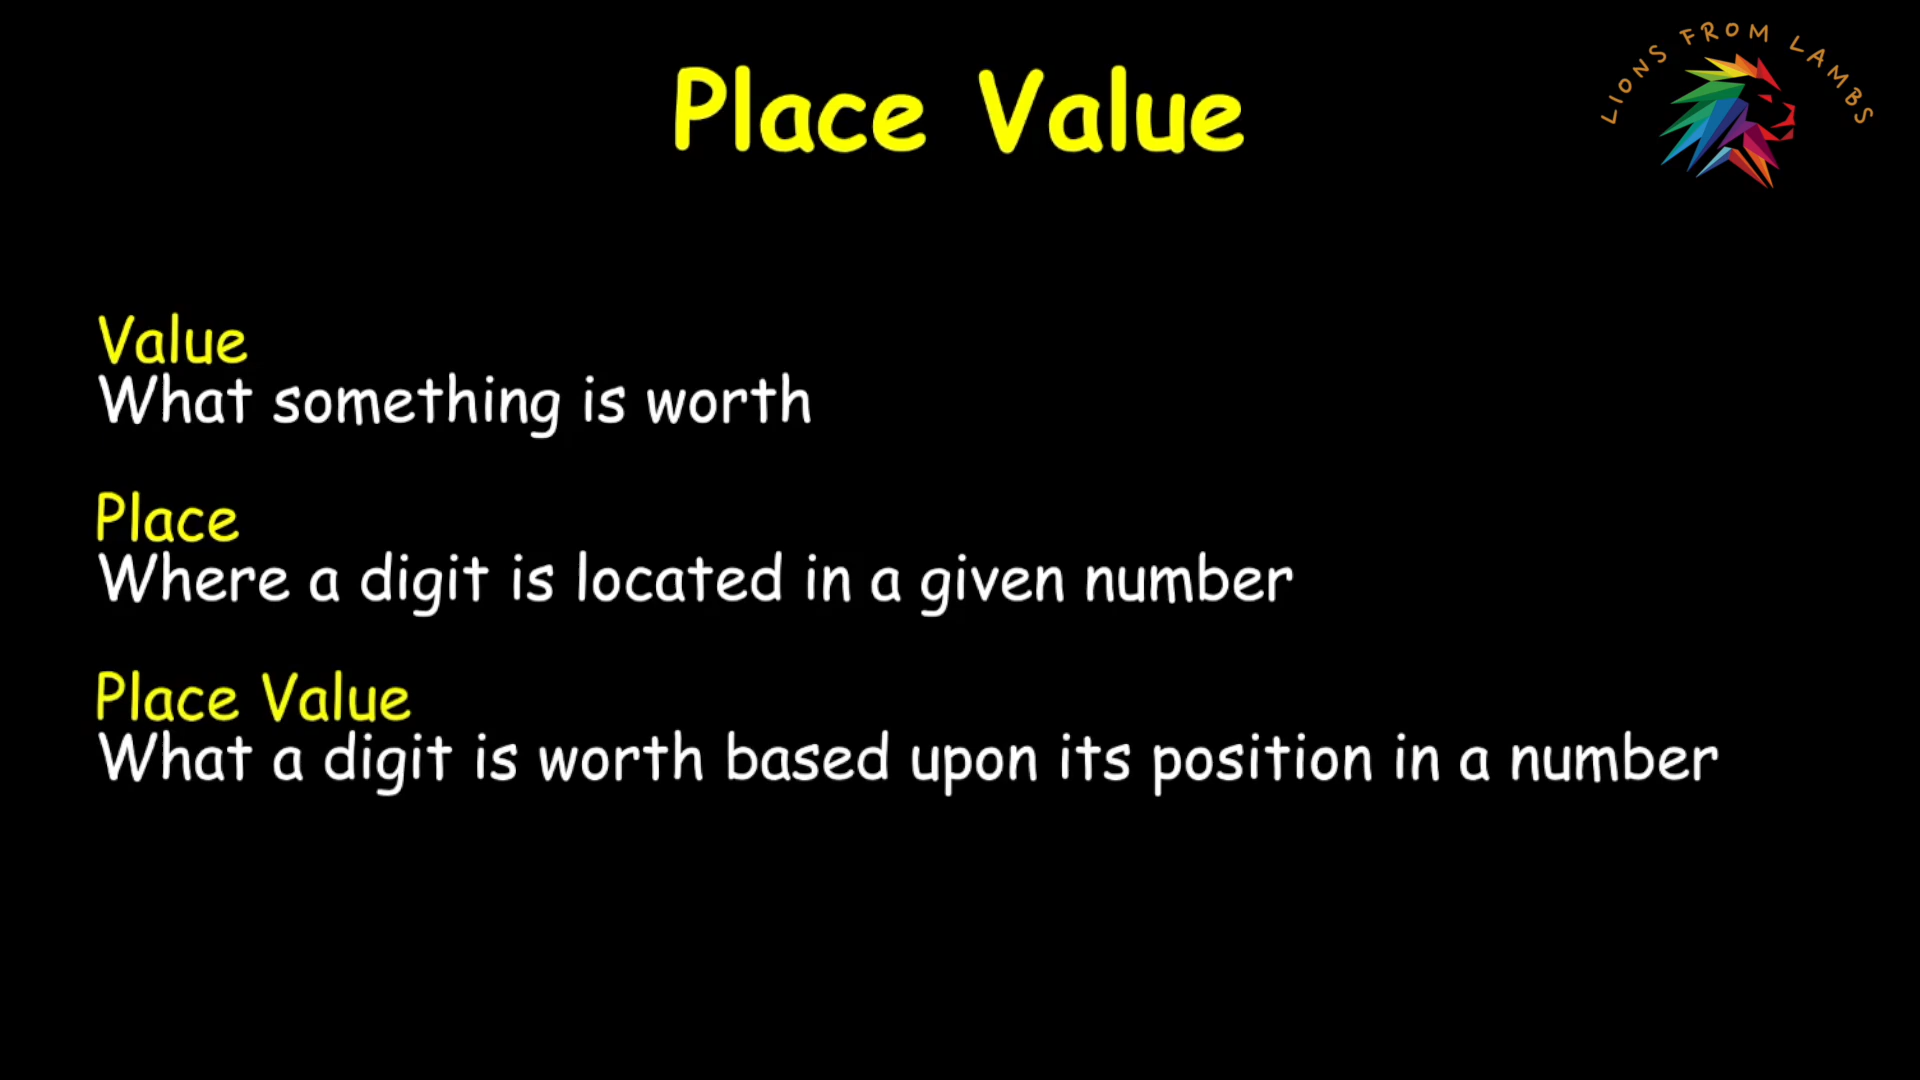 LIONS FROM LAMBS
Place Value
Value
What something is worth
Place
Where a digit is located in a given number
Place Value
What a digit is worth based upon its position in a number